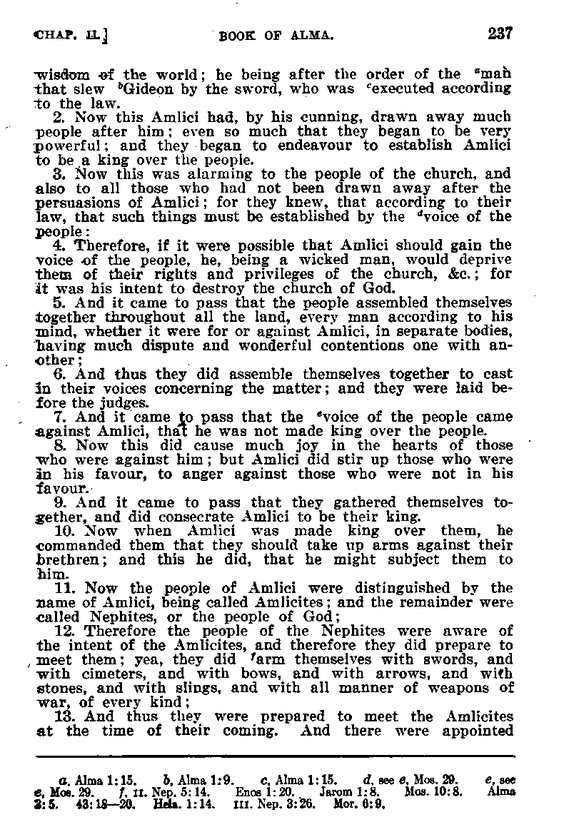 CHAP. II.] BOOK OF ALMA. 237
wisdom of the world; he being after the order of the ᵃman
that slew ᵇGideon by the sword, who was ᶜexecuted according
to the law.
2. Now this Amlici had, by his cunning, drawn away much
people after him; even so much that they began to be very
powerful; and they began to endeavour to establish Amlici
to be a king over the people.
3. Now this was alarming to the people of the church, and
also to all those who had not been drawn away after the
persuasions of Amlici; for they knew, that according to their
law, that such things must be established by the ᵈvoice of the
people:
4. Therefore, if it were possible that Amlici should gain the
voice of the people, he, being a wicked man, would deprive
them of their rights and privileges of the church, &c.; for
it was his intent to destroy the church of God.
5. And it came to pass that the people assembled themselves
together throughout all the land, every man according to his
mind, whether it were for or against Amlici, in separate bodies,
having much dispute and wonderful contentions one with an-
other;
6. And thus they did assemble themselves together to cast
in their voices concerning the matter; and they were laid be-
fore the judges.
7. And it came to pass that the ᵉvoice of the people came
against Amlici, that he was not made king over the people.
8. Now this did cause much joy in the hearts of those
who were against him; but Amlici did stir up those who were
in his favour, to anger against those who were not in his
favour.
9. And it came to pass that they gathered themselves to-
gether, and did consecrate Amlici to be their king.
10. Now when Amlici was made king over them, he
commanded them that they should take up arms against their
brethren; and this he did, that he might subject them to
him.
11. Now the people of Amlici were distinguished by the
name of Amlici, being called Amlicites; and the remainder were
called Nephites, or the people of God;
12. Therefore the people of the Nephites were aware of
the intent of the Amlicites, and therefore they did prepare to
meet them; yea, they did ᶠarm themselves with swords, and
with cimeters, and with bows, and with arrows, and with
stones, and with slings, and with all manner of weapons of
war, of every kind;
13. And thus they were prepared to meet the Amlicites
at the time of their coming. And there were appointed
a, Alma 1:15. b, Alma 1:9. c, Alma 1:15. d, see e, Mos. 29. e, see
e, Mos. 29. f, II. Nep. 5:14. Enos 1:20. Jarom 1:8. Mos. 10:8. Alma
2:5. 43:18—20. Hela. 1:14. III. Nep. 3:26. Mor. 6:9.